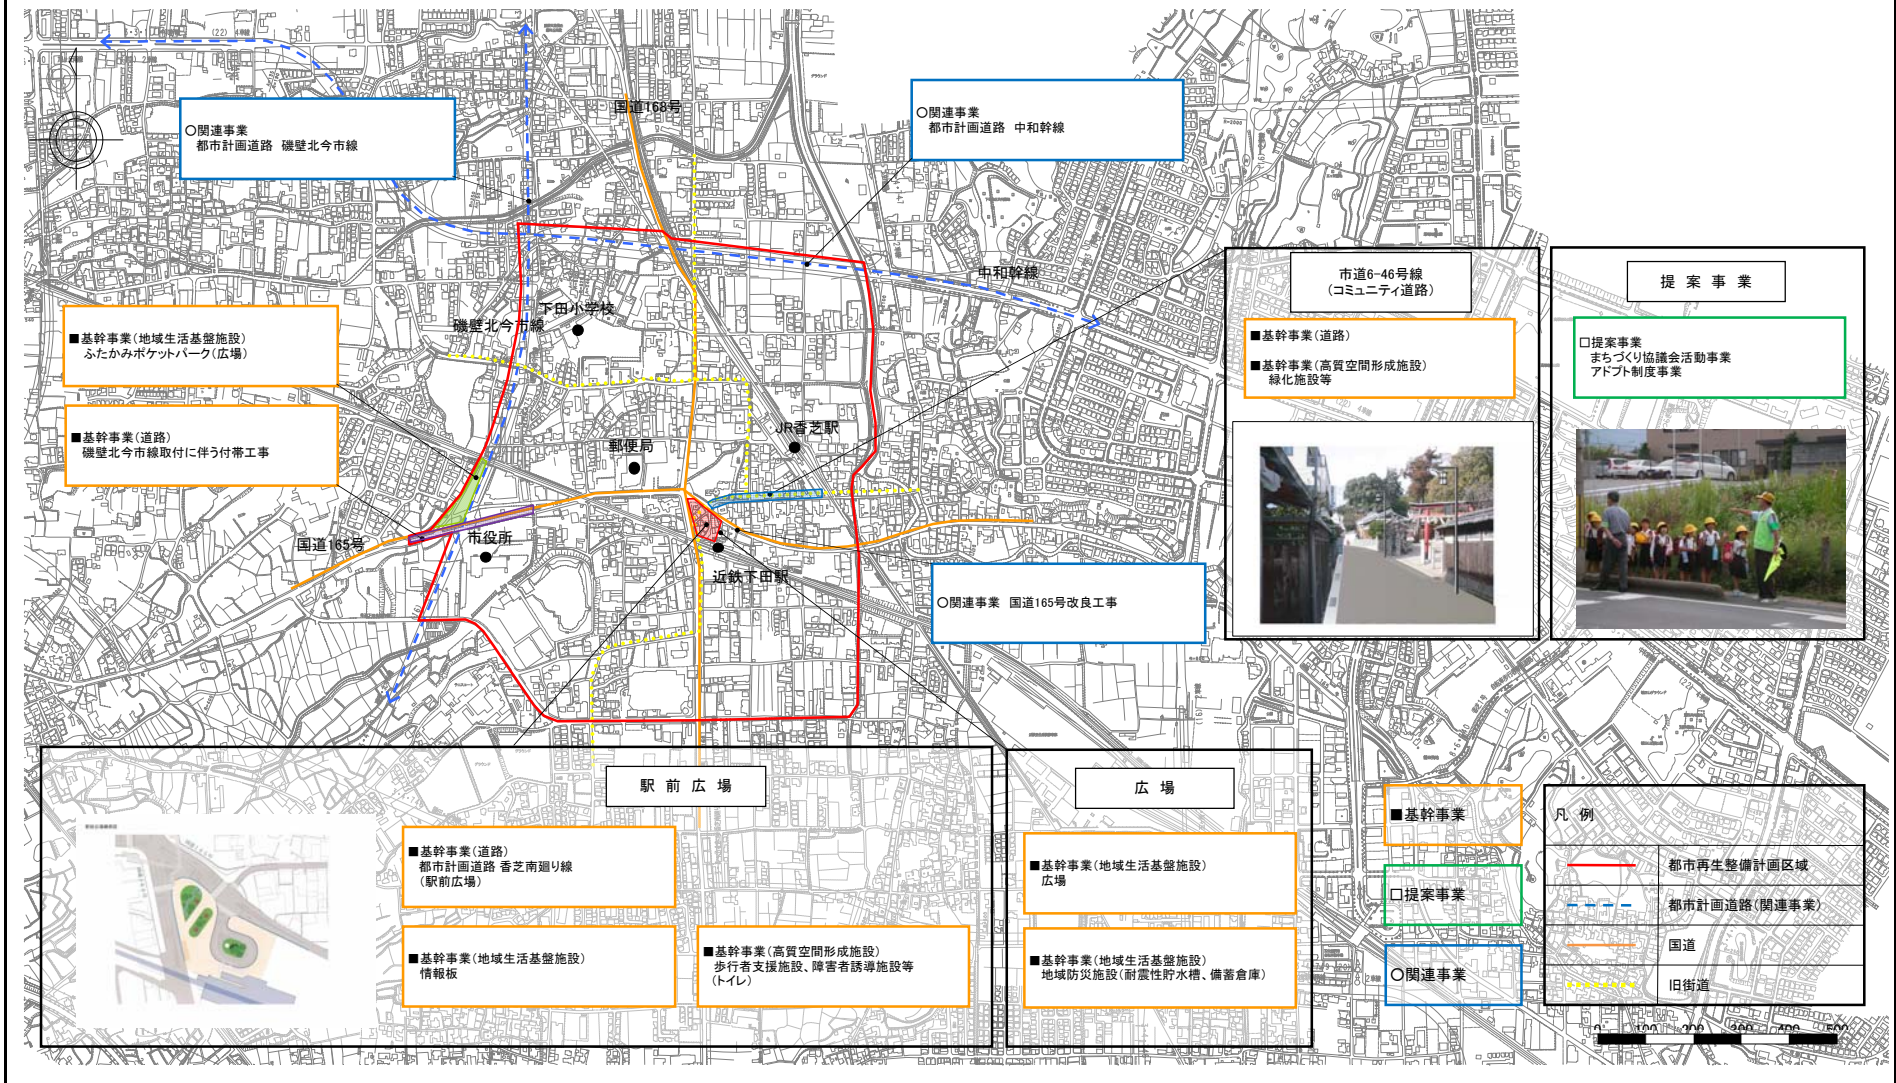 国道168号
○関連事業
都市計画道路 磯壁北今市線
○関連事業
都市計画道路 中和幹線
中和幹線
下田小学校
磯壁北今市線
■基幹事業(地域生活基盤施設)
ふたかみポケットパーク(広場)
■基幹事業(道路)
磯壁北今市線取付に伴う付帯工事
郵便局
JR香芝駅
国道165号
市役所
近鉄下田駅
○関連事業 国道165号改良工事
市道6-46号線
(コミュニティ道路)
■基幹事業(道路)
■基幹事業(高質空間形成施設)
緑化施設等
提案事業
□提案事業
まちづくり協議会活動事業
アドプト制度事業
駅前広場
■基幹事業(道路)
都市計画道路 香芝南廻り線
(駅前広場)
■基幹事業(地域生活基盤施設)
情報板
■基幹事業(高質空間形成施設)
歩行者支援施設、障害者誘導施設等
(トイレ)
広場
■基幹事業(地域生活基盤施設)
広場
■基幹事業(地域生活基盤施設)
地域防災施設(耐震性貯水槽、備蓄倉庫)
■基幹事業
□提案事業
○関連事業
凡例
都市再生整備計画区域
都市計画道路(関連事業)
国道
旧街道
0 100 200 300 400 500